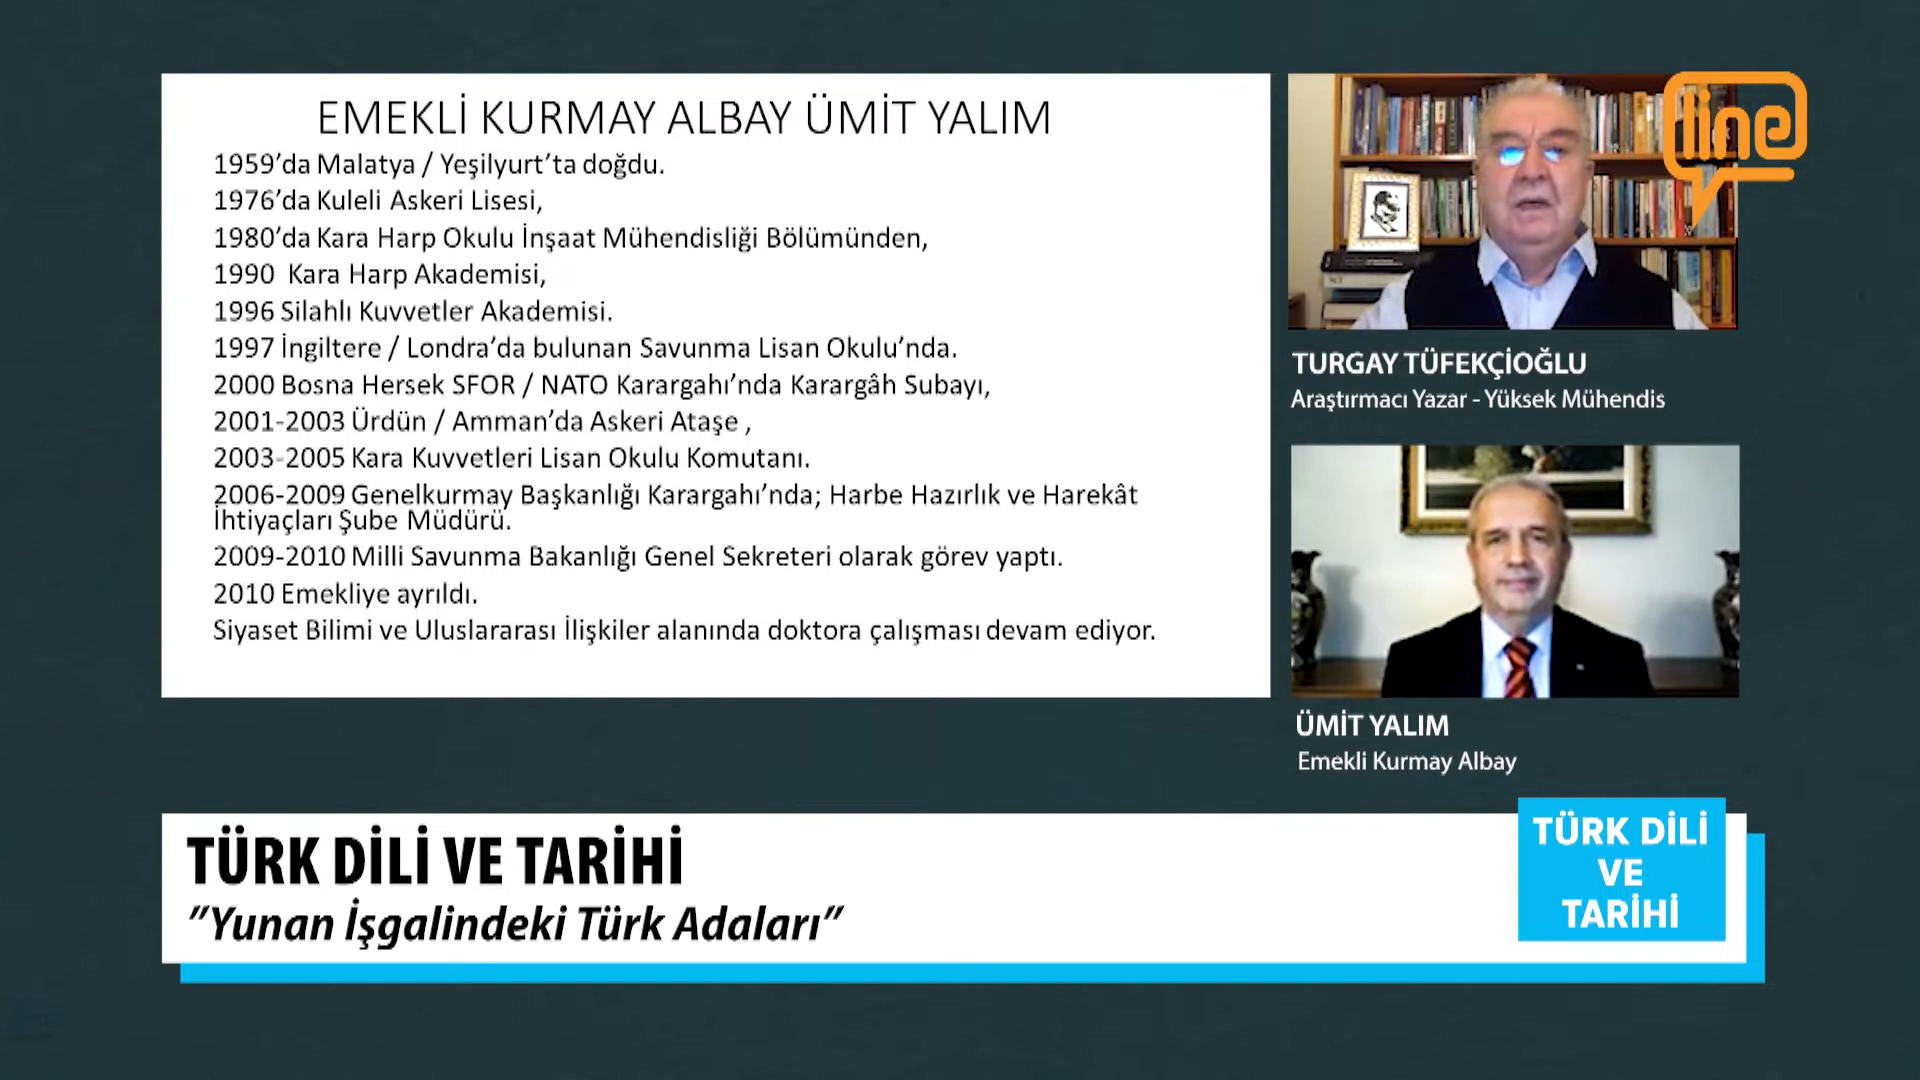 EMEKLİ KURMAY ALBAY ÜMİT YALIM
1959’da Malatya / Yeşilyurt’ta doğdu.
1976’da Kuleli Askeri Lisesi,
1980’da Kara Harp Okulu İnşaat Mühendisliği Bölümünden,
1990 Kara Harp Akademisi,
1996 Silahlı Kuvvetler Akademisi.
1997 İngiltere / Londra’da bulunan Savunma Lisan Okulu’nda.
2000 Bosna Hersek SFOR / NATO Karargahı’nda Karargâh Subayı,
2001-2003 Ürdün / Amman’da Askeri Ataşe ,
2003-2005 Kara Kuvvetleri Lisan Okulu Komutanı.
2006-2009 Genelkurmay Başkanlığı Karargahı’nda; Harbe Hazırlık ve Harekât
İhtiyaçları Şube Müdürü.
2009-2010 Milli Savunma Bakanlığı Genel Sekreteri olarak görev yaptı.
2010 Emekliye ayrıldı.
Siyaset Bilimi ve Uluslararası İlişkiler alanında doktora çalışması devam ediyor.
line
TURGAY TÜFEKÇİOĞLU
Araştırmacı Yazar - Yüksek Mühendis
ÜMİT YALIM
Emekli Kurmay Albay
TÜRK DİLİ VE TARİHİ
”Yunan İşgalindeki Türk Adaları”
TÜRK DİLİ
VE
TARİHİ